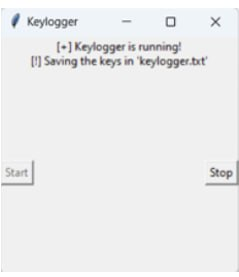 Keylogger
[+] Keylogger is running!
[!] Saving the keys in 'keylogger.txt'
Start
Stop